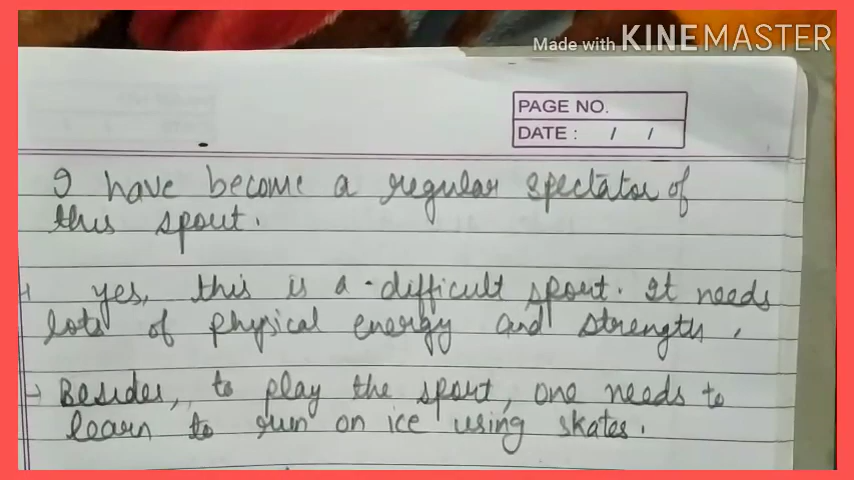 Made with KINEMASTER
PAGE NO.
DATE : / /
I have become a regular spectator of
this sport.
yes, this is a difficult sport. It needs
lots of physical energy and strength.
Besides, to play the sport, one needs to
learn to run on ice using skates.